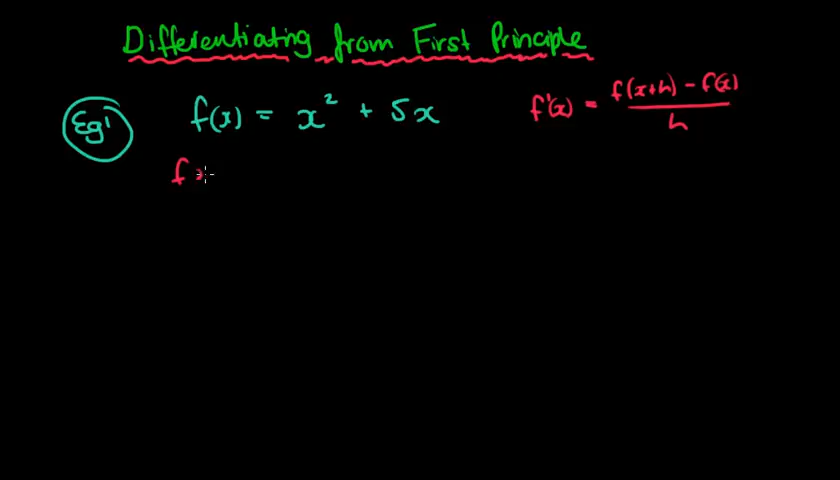 Differentiating from First Principle
Eg1 f(x) = x² + 5x f'(x) = f(x+h) - f(x) / h
f